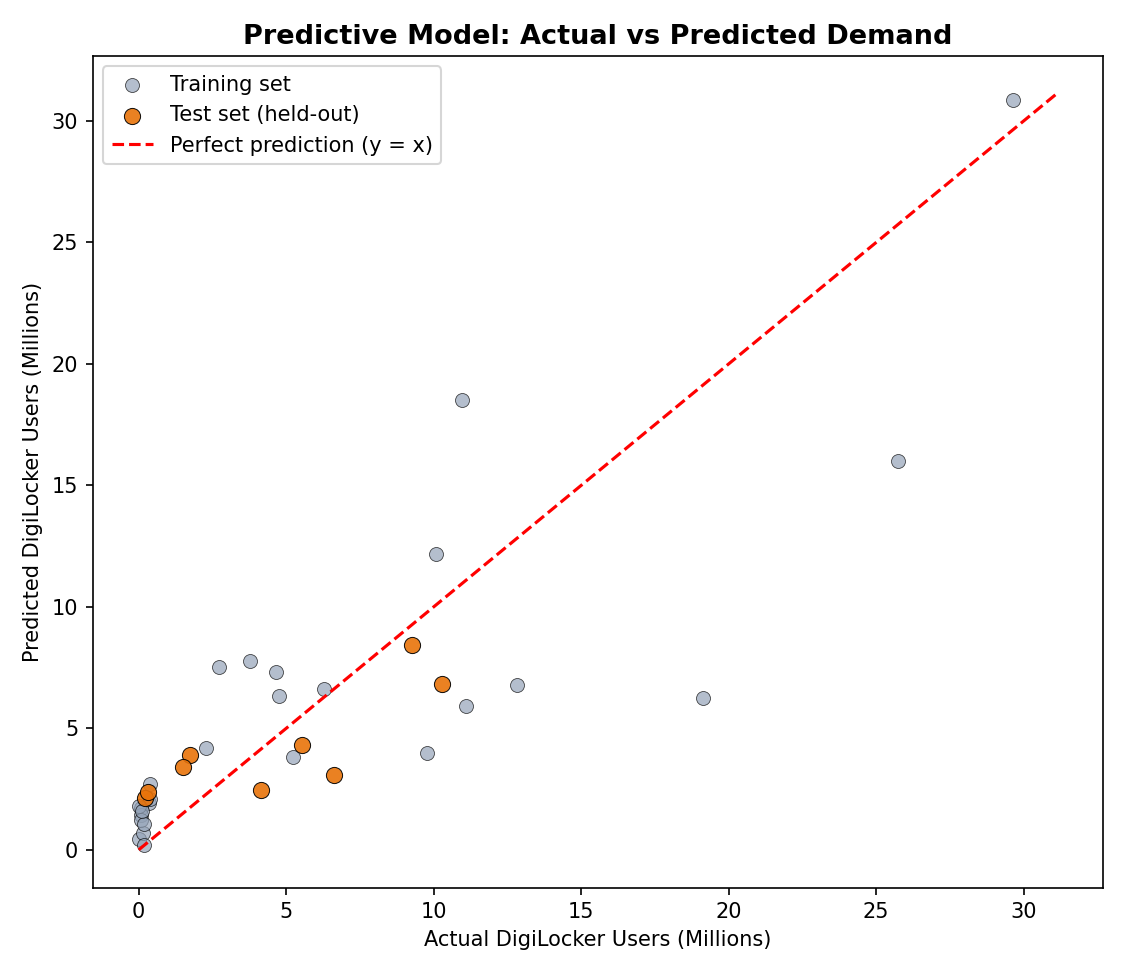 Predictive Model: Actual vs Predicted Demand
Training set
Test set (held-out)
Perfect prediction (y = x)
Predicted DigiLocker Users (Millions)
30
25
20
15
10
5
0
0 5 10 15 20 25 30
Actual DigiLocker Users (Millions)